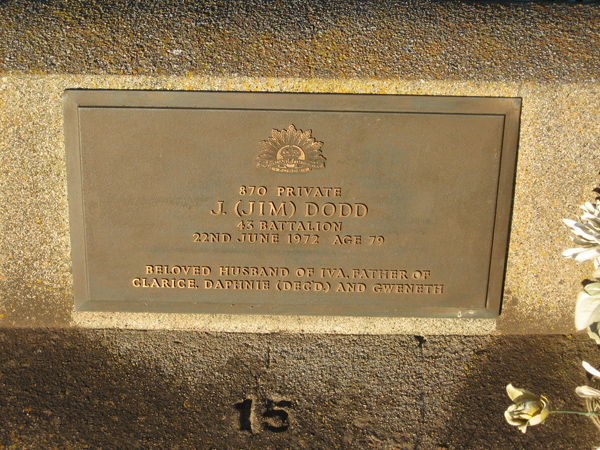 870 PRIVATE
J. (JIM) DODD
43 BATTALION
22ND JUNE 1972 AGE 79
BELOVED HUSBAND OF IVA, FATHER OF
CLARICE, DAPHNIE (DEC'D) AND GWENETH
15